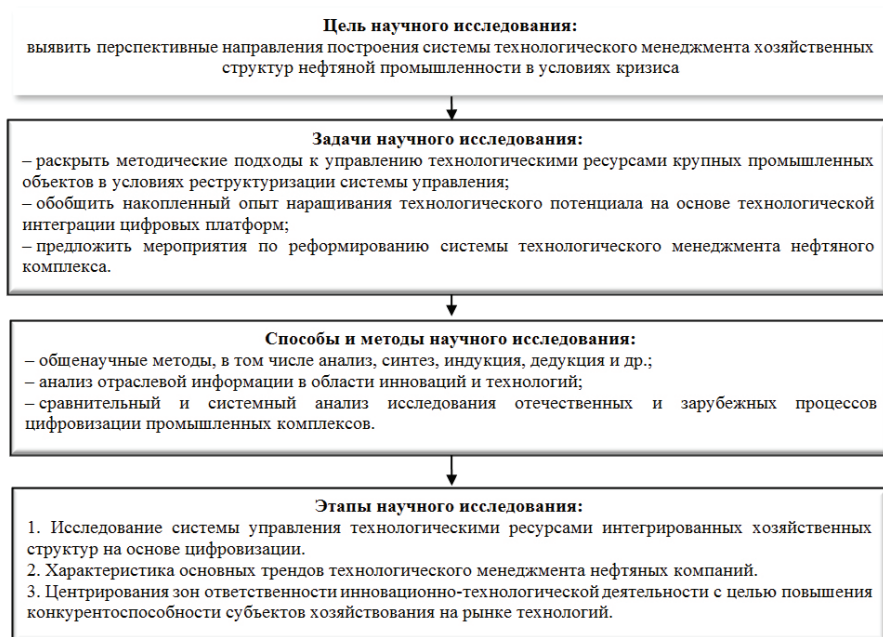 Цель научного исследования:
выявить перспективные направления построения системы технологического менеджмента хозяйственных
структур нефтяной промышленности в условиях кризиса
Задачи научного исследования:
– раскрыть методические подходы к управлению технологическими ресурсами крупных промышленных
объектов в условиях реструктуризации системы управления;
– обобщить накопленный опыт наращивания технологического потенциала на основе технологической
интеграции цифровых платформ;
– предложить мероприятия по реформированию системы технологического менеджмента нефтяного
комплекса.
Способы и методы научного исследования:
– общенаучные методы, в том числе анализ, синтез, индукция, дедукция и др.;
– анализ отраслевой информации в области инноваций и технологий;
– сравнительный и системный анализ исследования отечественных и зарубежных процессов
цифровизации промышленных комплексов.
Этапы научного исследования:
1. Исследование системы управления технологическими ресурсами интегрированных хозяйственных
структур на основе цифровизации.
2. Характеристика основных трендов технологического менеджмента нефтяных компаний.
3. Центрирования зон ответственности инновационно-технологической деятельности с целью повышения
конкурентоспособности субъектов хозяйствования на рынке технологий.